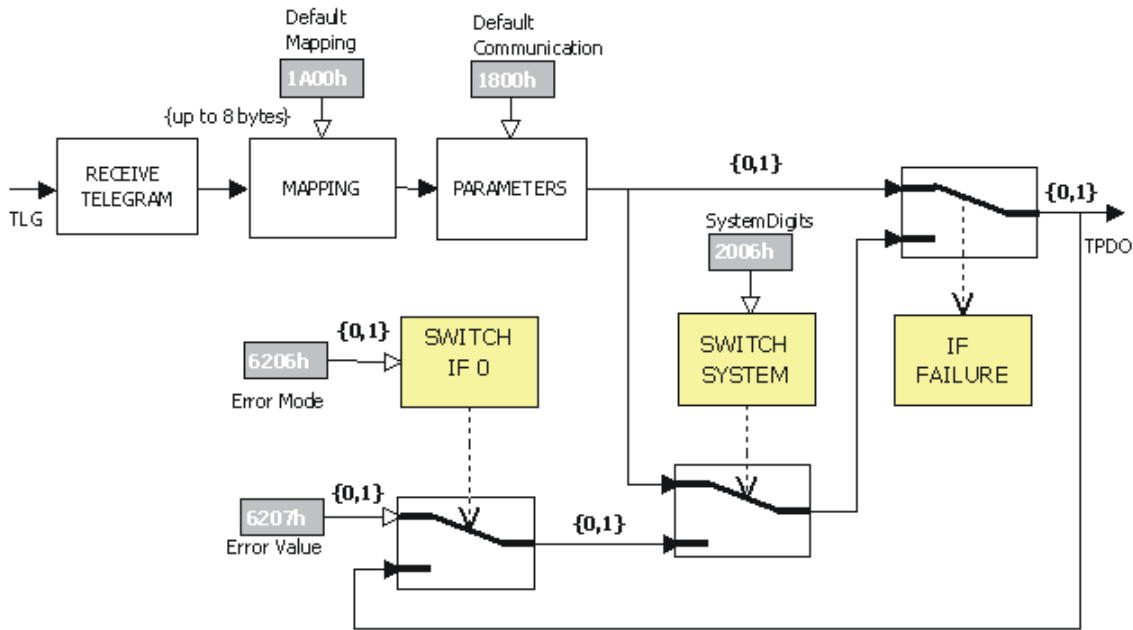 Default
Mapping
1A00h
Default
Communication
1800h
{up to 8 bytes}
RECEIVE
TELEGRAM
MAPPING
PARAMETERS
{0,1}
{0,1}
TLG
TPDO
SystemDigits
2006h
{0,1}
SWITCH
IF 0
6206h
Error Mode
SWITCH
SYSTEM
IF
FAILURE
{0,1}
6207h
Error Value
{0,1}